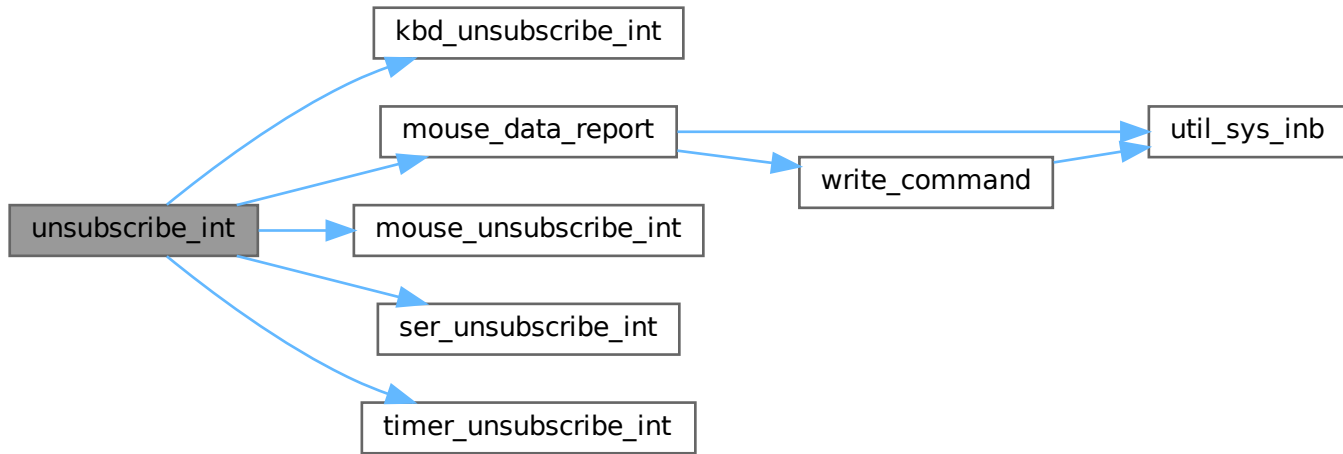 kbd_unsubscribe_int
mouse_data_report
util_sys_inb
write_command
unsubscribe_int
mouse_unsubscribe_int
ser_unsubscribe_int
timer_unsubscribe_int